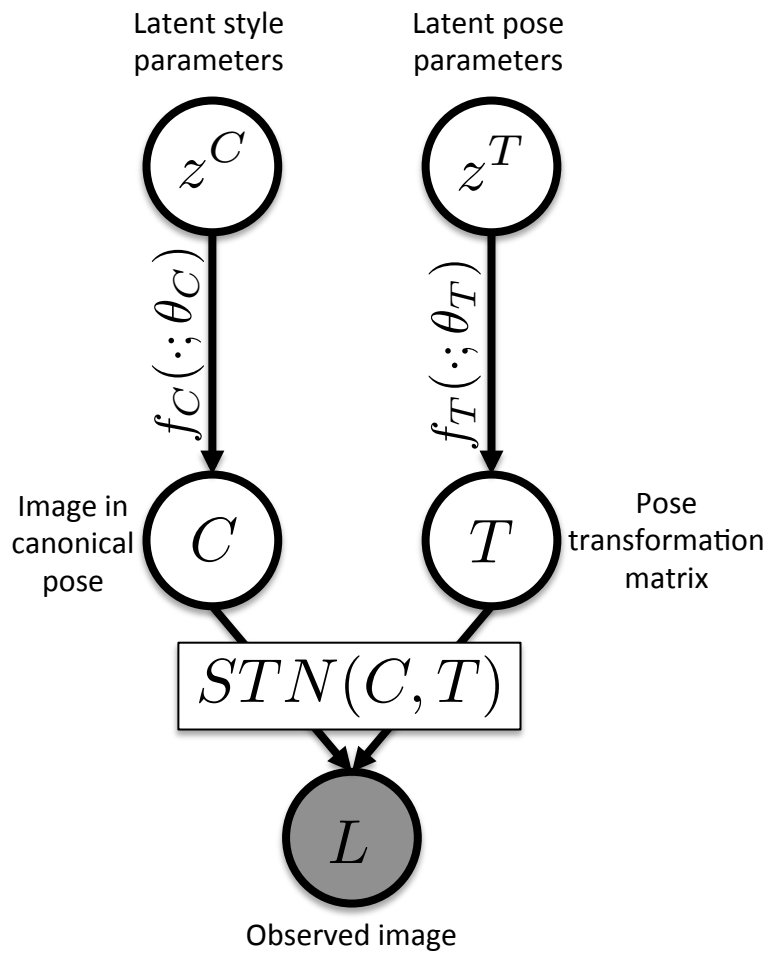 Latent style
parameters
Latent pose
parameters
z^C
z^T
f_C(·;θ_C)
f_T(·;θ_T)
Image in
canonical
pose
C
T
Pose
transformation
matrix
STN(C,T)
L
Observed image